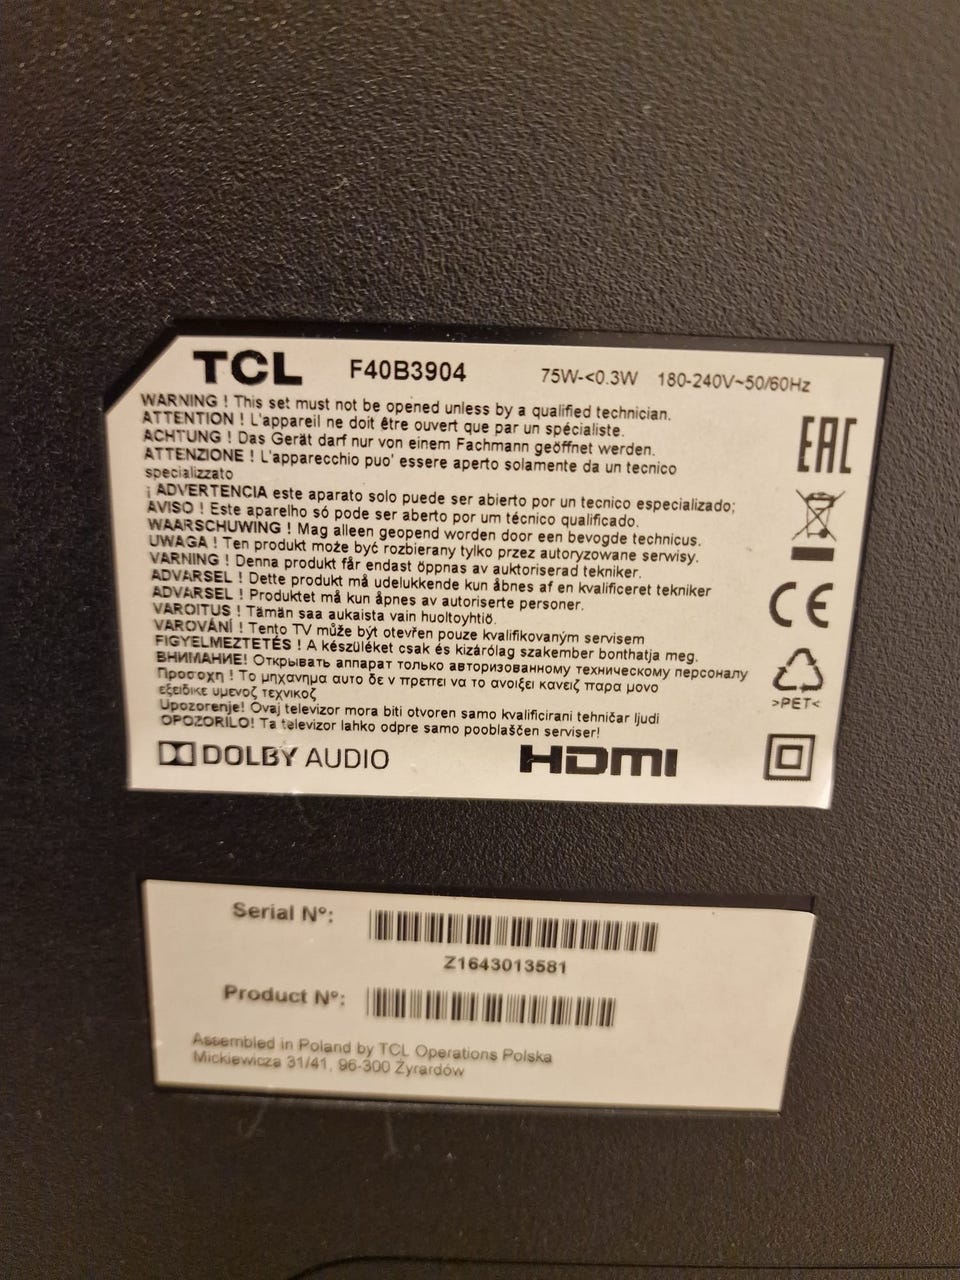 TCL F40B3904 75W-<0.3W 180-240V~50/60Hz
WARNING ! This set must not be opened unless by a qualified technician.
ATTENTION ! L'appareil ne doit être ouvert que par un spécialiste.
ACHTUNG ! Das Gerät darf nur von einem Fachmann geöffnet werden.
ATTENZIONE ! L'apparecchio puo' essere aperto solamente da un tecnico
specializzato
¡ ADVERTENCIA este aparato solo puede ser abierto por un tecnico especializado;
AVISO ! Este aparelho só pode ser aberto por um técnico qualificado.
WAARSCHUWING ! Mag alleen geopend worden door een bevogde technicus.
UWAGA ! Ten produkt może być rozbierany tylko przez autoryzowane serwisy.
VARNING ! Denna produkt får endast öppnas av auktoriserad tekniker.
ADVARSEL ! Dette produkt må udelukkende kun åbnes af en kvalificeret tekniker
ADVARSEL ! Produktet må kun åpnes av autoriserte personer.
VAROITUS ! Tämän saa aukaista vain huoltoyhtiö.
VAROVÁNÍ ! Tento TV může být otevřen pouze kvalifikovaným servisem
FIGYELMEZTETÉS ! A készüléket csak és kizárólag szakember bonthatja meg.
ВНИМАНИЕ! Открывать аппарат только авторизованному техническому персоналу
Προσοχη ! Το μηχανημα αυτο δε ν πρεπει να το ανοιξει κανειζ παρα μονο
εξειδικε υμενοζ τεχνικοζ
Upozorenje! Ovaj televizor mora biti otvoren samo kvalificirani tehničar ljudi
OPOZORILO! Ta televizor lahko odpre samo pooblaščen serviser!
EAC
CE
>PET<
DOLBY AUDIO HDMI
Serial N°:
Z1643013581
Product N°:
Assembled in Poland by TCL Operations Polska
Mickiewicza 31/41, 96-300 Żyrardów